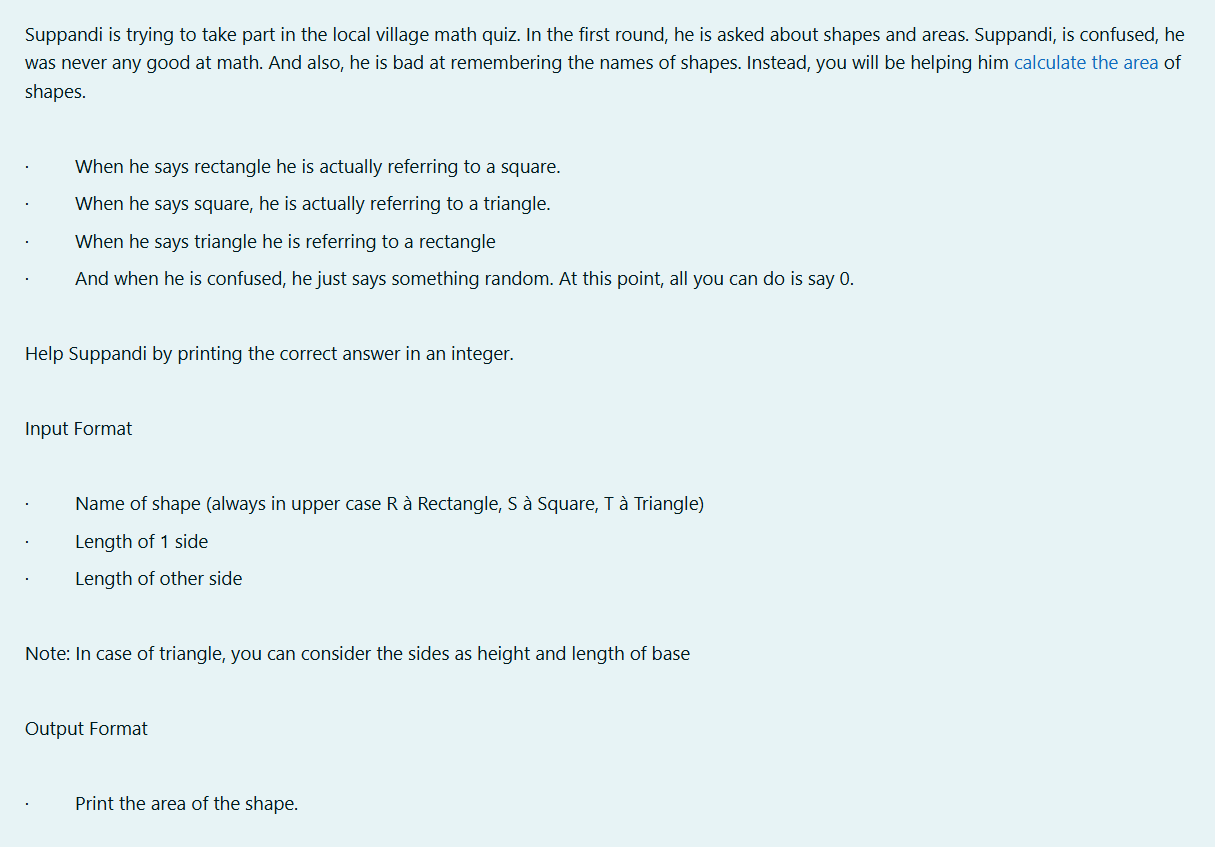 Suppandi is trying to take part in the local village math quiz. In the first round, he is asked about shapes and areas. Suppandi, is confused, he
was never any good at math. And also, he is bad at remembering the names of shapes. Instead, you will be helping him calculate the area of
shapes.
· When he says rectangle he is actually referring to a square.
· When he says square, he is actually referring to a triangle.
· When he says triangle he is referring to a rectangle
· And when he is confused, he just says something random. At this point, all you can do is say 0.
Help Suppandi by printing the correct answer in an integer.
Input Format
· Name of shape (always in upper case R à Rectangle, S à Square, T à Triangle)
· Length of 1 side
· Length of other side
Note: In case of triangle, you can consider the sides as height and length of base
Output Format
· Print the area of the shape.